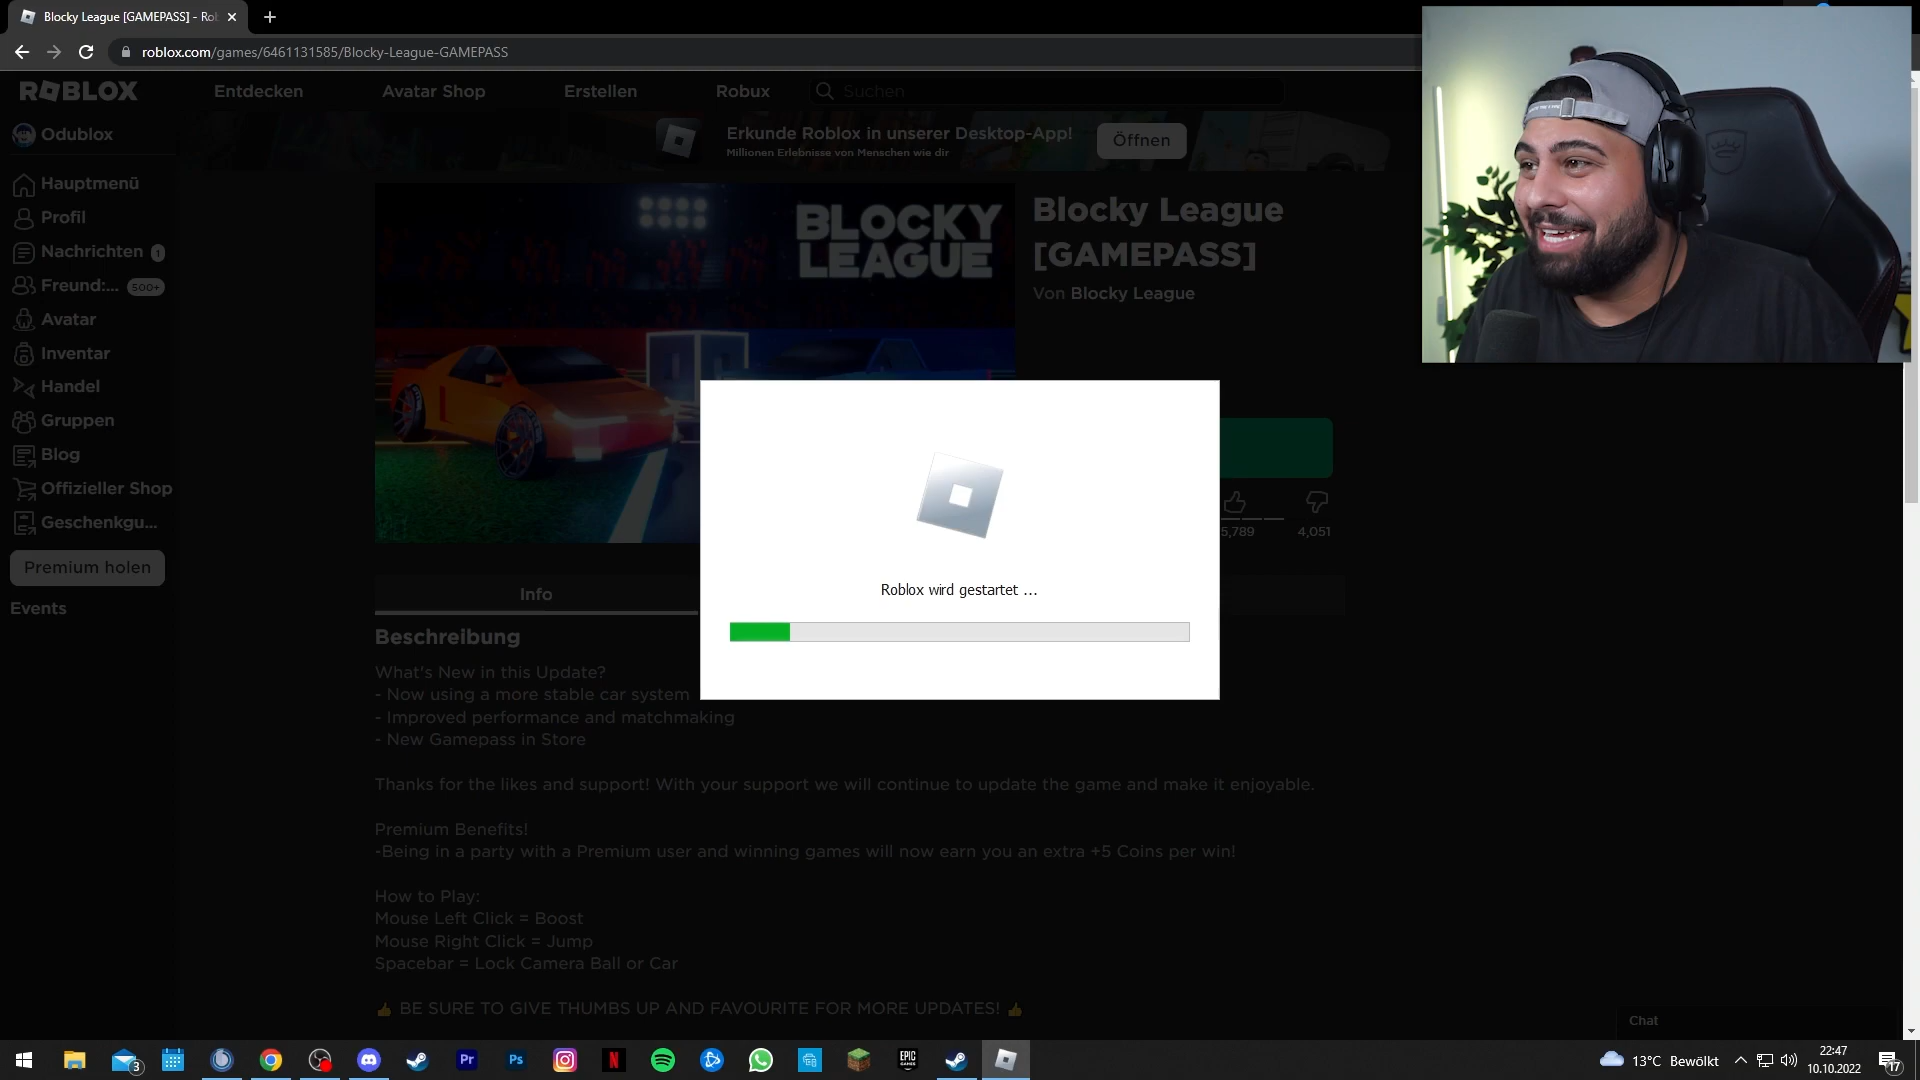 Blocky League [GAMEPASS] - Rob
roblox.com/games/6461131585/Blocky-League-GAMEPASS
ROBLOX
Entdecken
Avatar Shop
Erstellen
Robux
Suchen
Odublox
Erkunde Roblox in unserer Desktop-App!
Millionen Erlebnisse von Menschen wie dir
Öffnen
Hauptmenü
Profil
Nachrichten 1
Freund:... 500+
Avatar
Inventar
Handel
Gruppen
Blog
Offizieller Shop
Geschenkgu...
Premium holen
Events
BLOCKY
LEAGUE
Blocky League
[GAMEPASS]
Von Blocky League
5,789
4,051
Roblox wird gestartet ...
Info
Beschreibung
What's New in this Update?
- Now using a more stable car system
- Improved performance and matchmaking
- New Gamepass in Store
Thanks for the likes and support! With your support we will continue to update the game and make it enjoyable.
Premium Benefits!
-Being in a party with a Premium user and winning games will now earn you an extra +5 Coins per win!
How to Play:
Mouse Left Click = Boost
Mouse Right Click = Jump
Spacebar = Lock Camera Ball or Car
👍 BE SURE TO GIVE THUMBS UP AND FAVOURITE FOR MORE UPDATES! 👍
Chat
3
Pr
Ps
N
EPIC
GAMES
13°C Bewölkt
22:47
10.10.2022
17